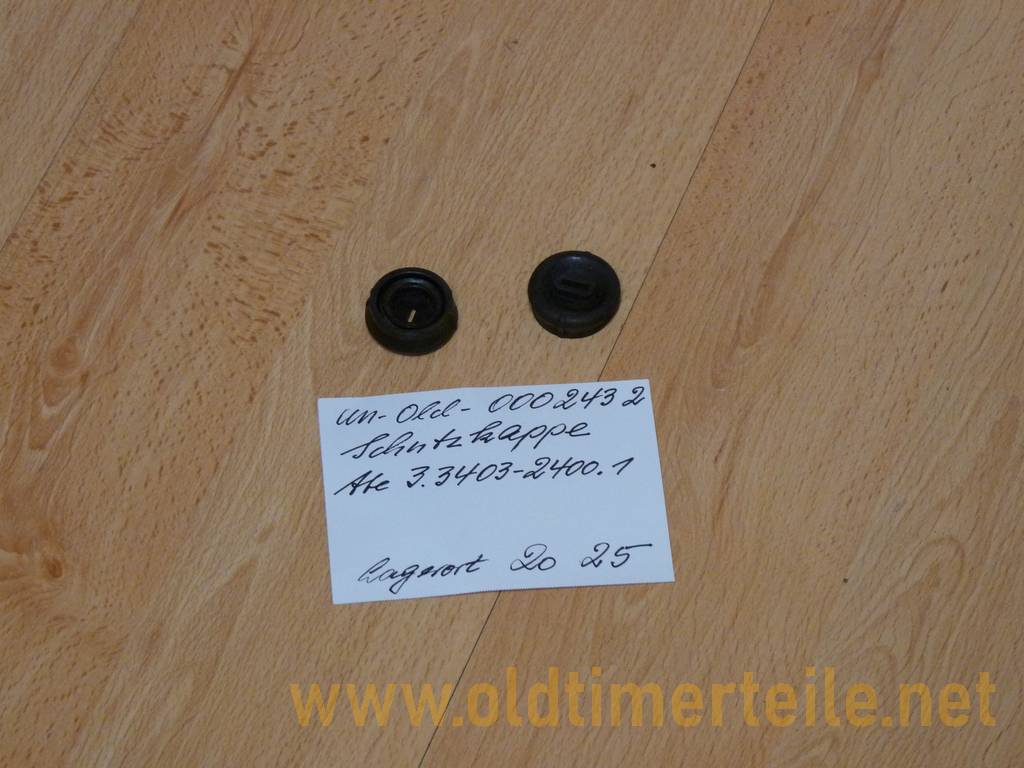 un-Old-0002432
Schutzkappe
Ate 3.3403-2400.1
Lagerort 20 25
www.oldtimerteile.net